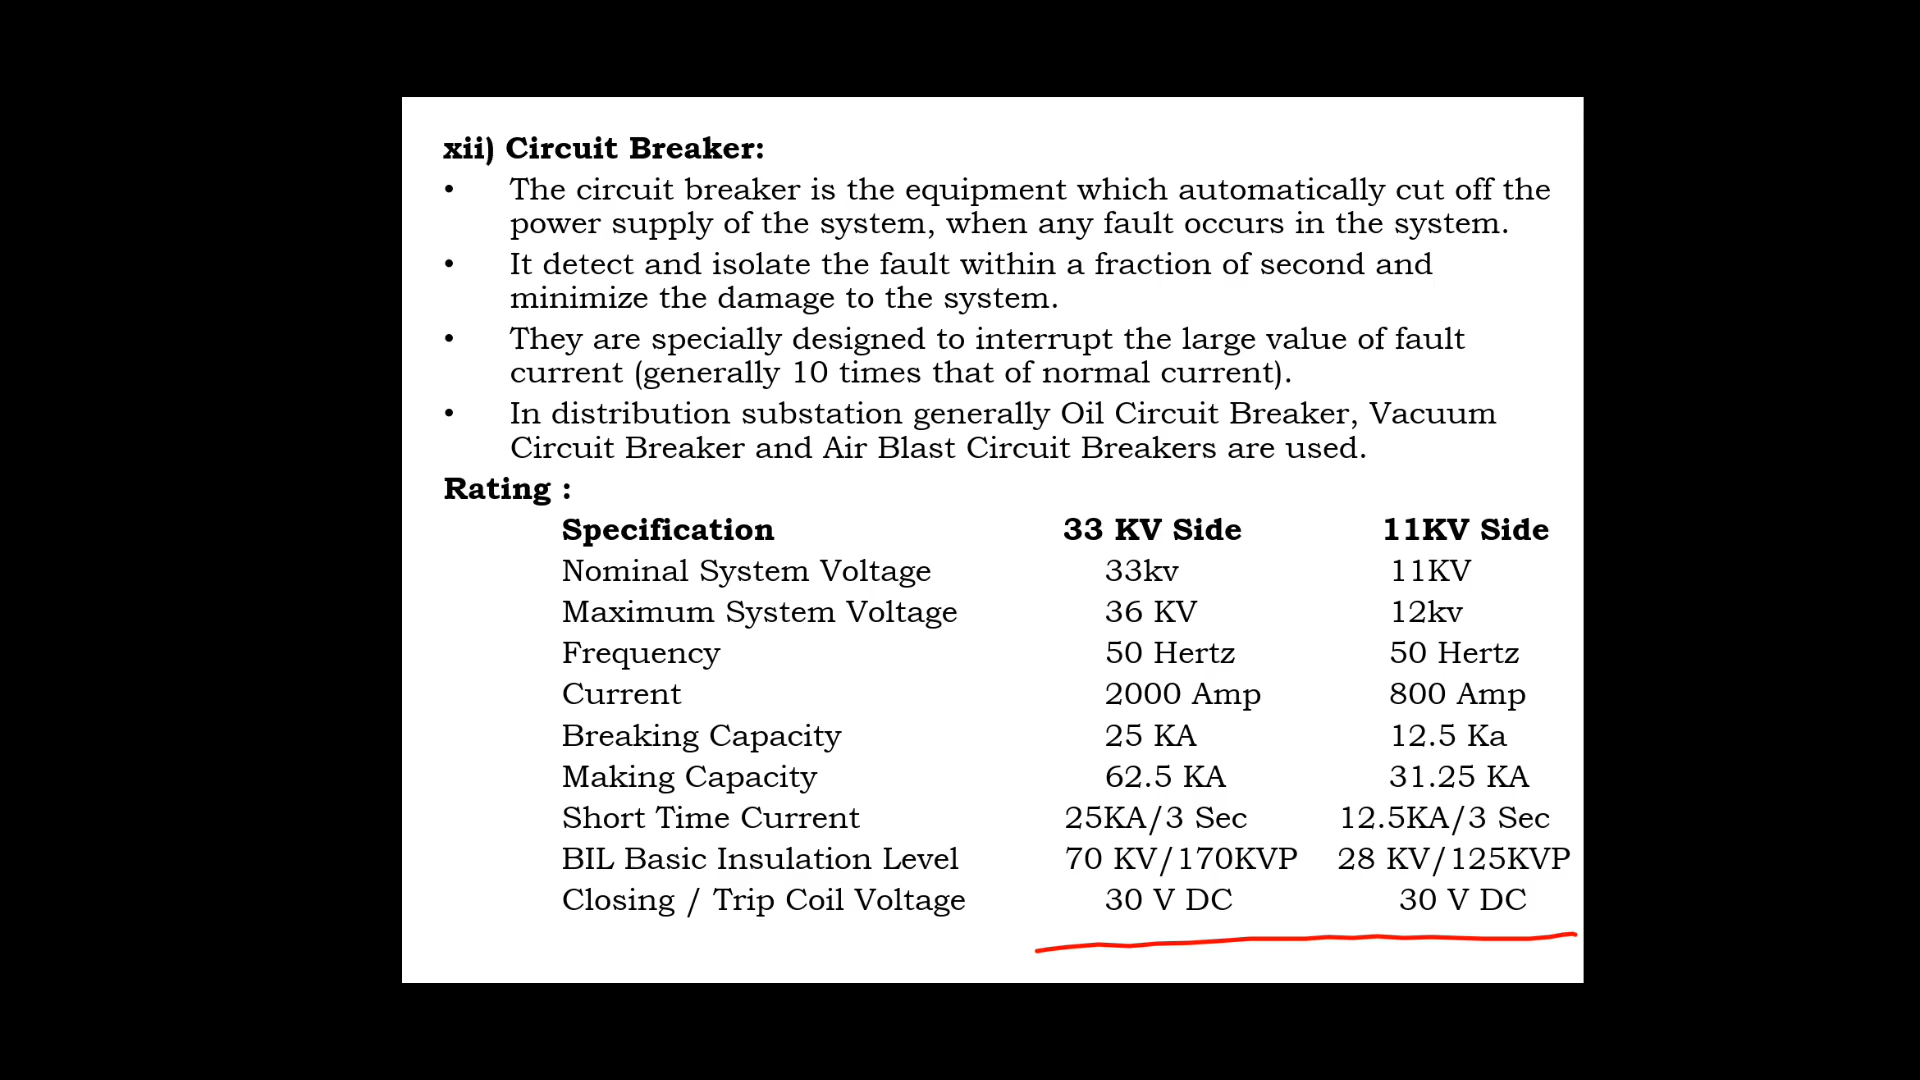 xii) Circuit Breaker:
• The circuit breaker is the equipment which automatically cut off the
power supply of the system, when any fault occurs in the system.
• It detect and isolate the fault within a fraction of second and
minimize the damage to the system.
• They are specially designed to interrupt the large value of fault
current (generally 10 times that of normal current).
• In distribution substation generally Oil Circuit Breaker, Vacuum
Circuit Breaker and Air Blast Circuit Breakers are used.
Rating :
Specification 33 KV Side 11KV Side
Nominal System Voltage 33kv 11KV
Maximum System Voltage 36 KV 12kv
Frequency 50 Hertz 50 Hertz
Current 2000 Amp 800 Amp
Breaking Capacity 25 KA 12.5 Ka
Making Capacity 62.5 KA 31.25 KA
Short Time Current 25KA/3 Sec 12.5KA/3 Sec
BIL Basic Insulation Level 70 KV/170KVP 28 KV/125KVP
Closing / Trip Coil Voltage 30 V DC 30 V DC